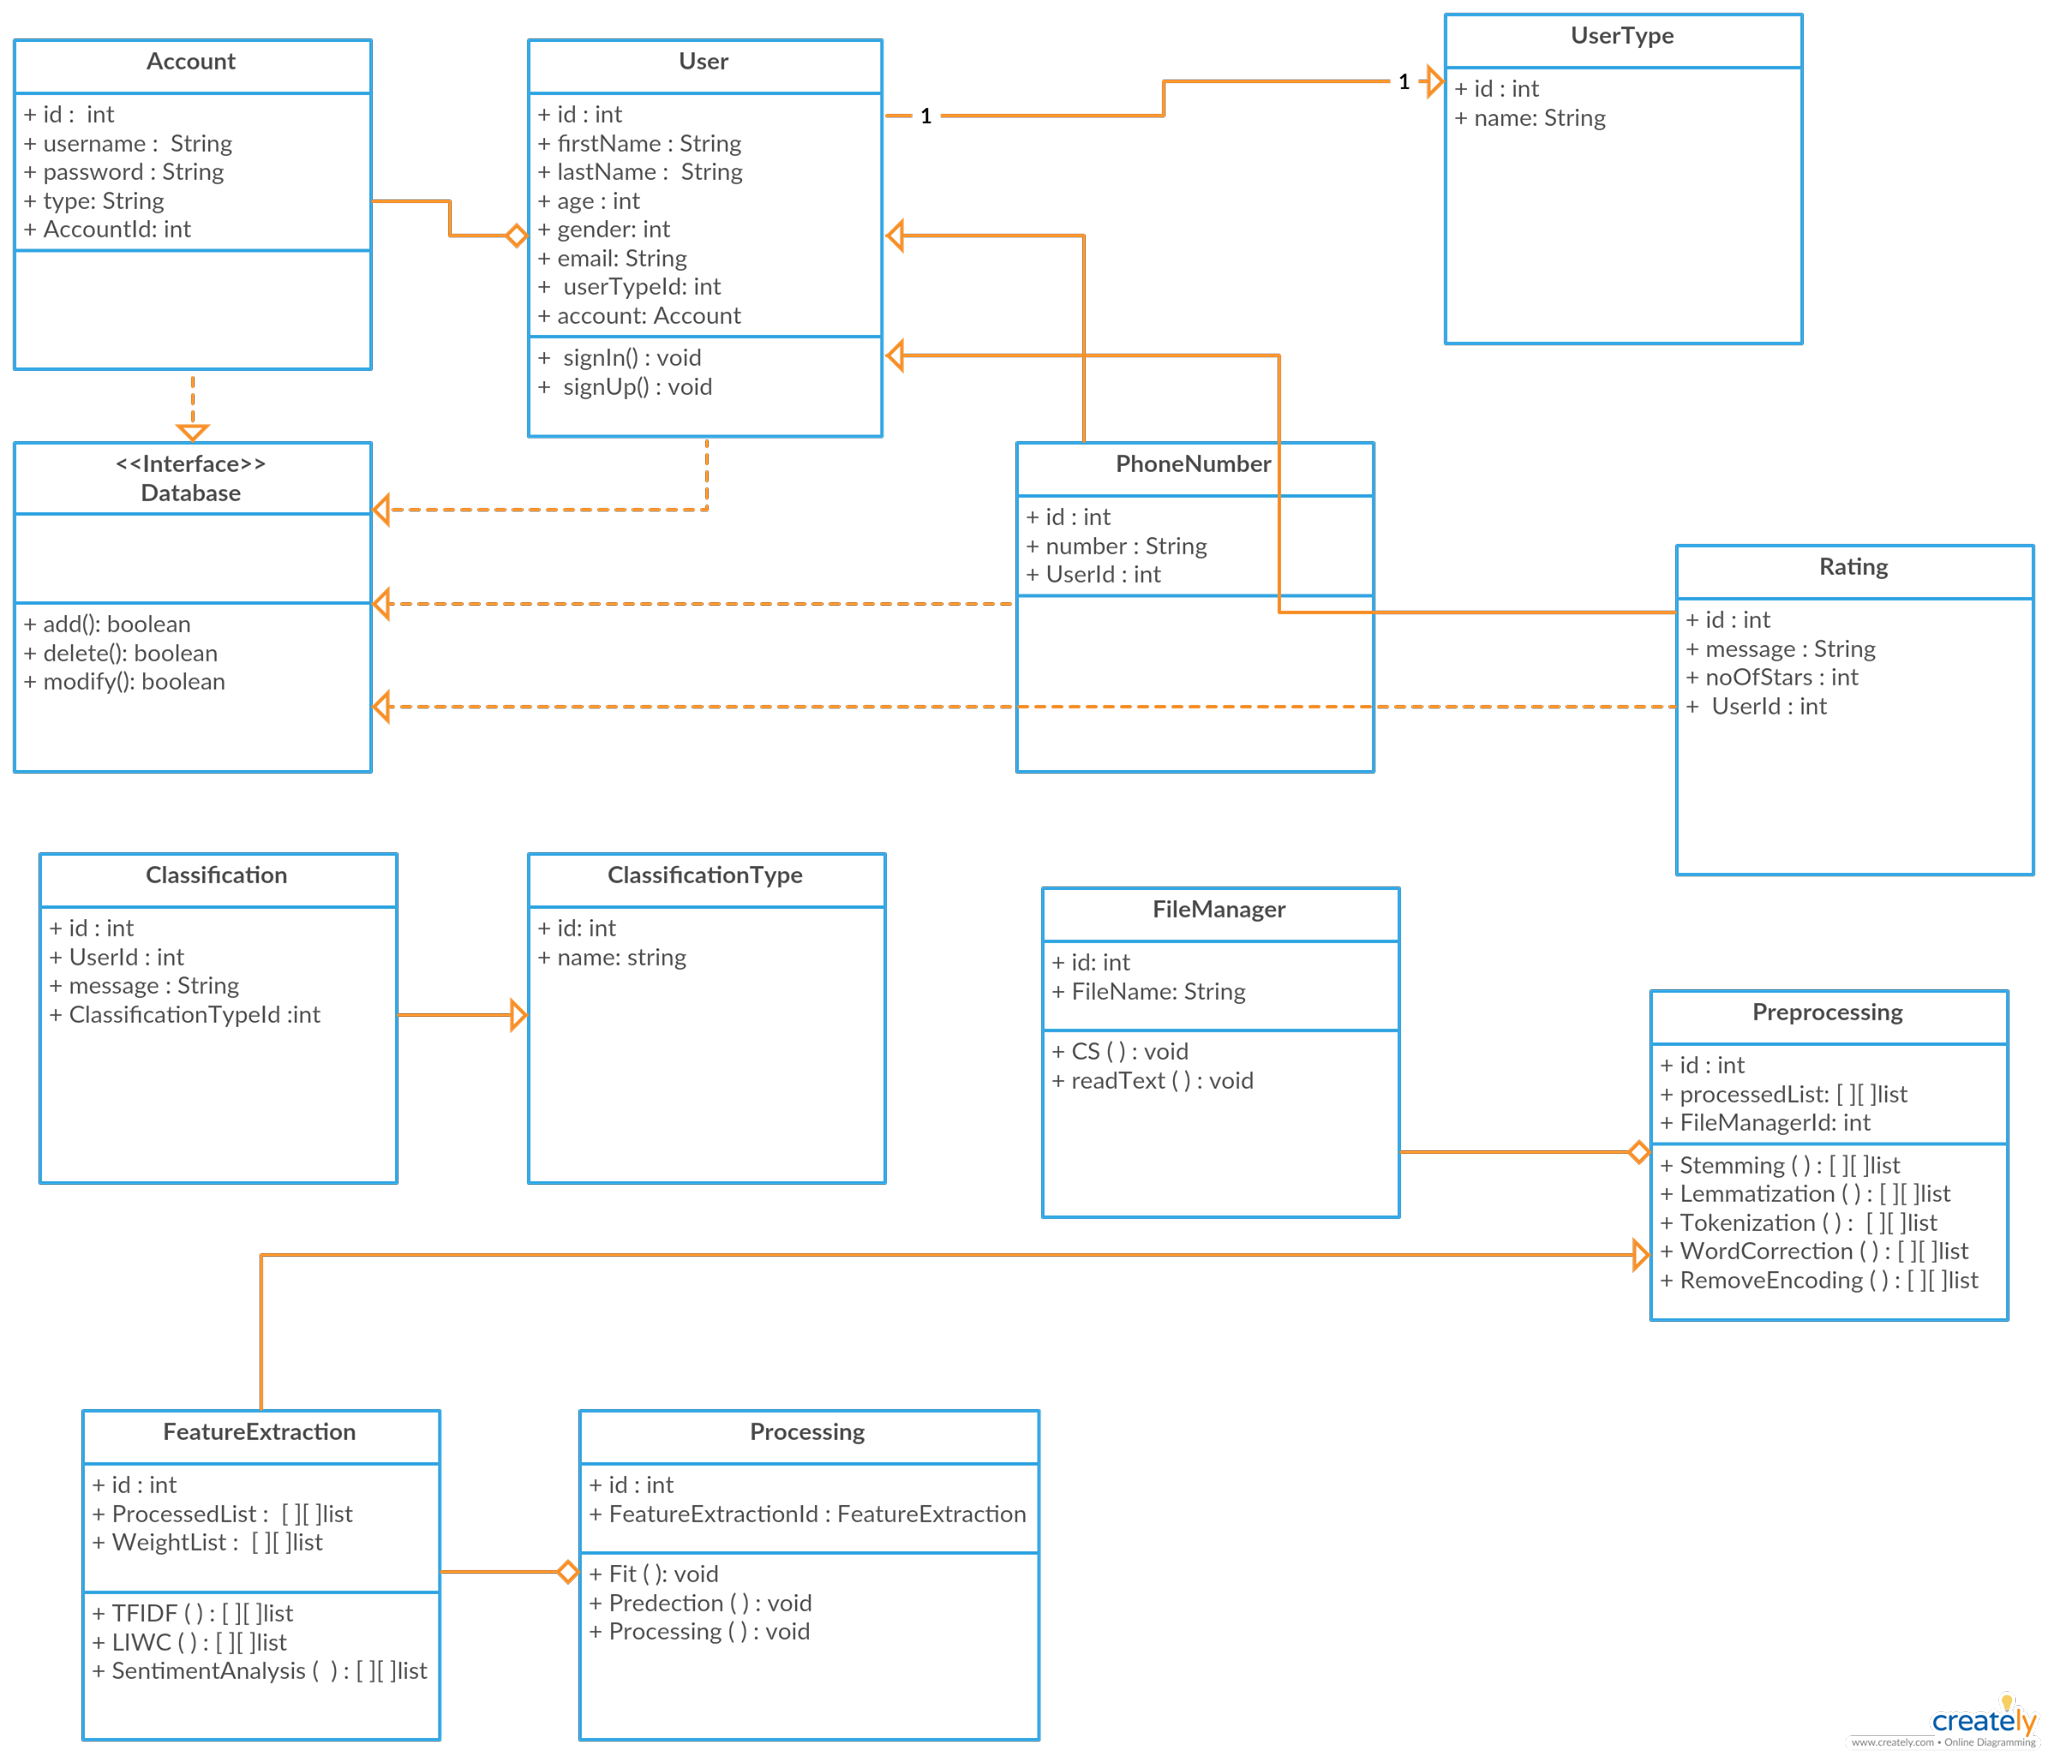 Account
+ id :  int
+ username :  String
+ password : String
+ type: String
+ AccountId: int
User
+ id : int
+ firstName : String
+ lastName :  String
+ age : int
+ gender: int
+ email: String
+  userTypeId: int
+ account: Account
+  signIn() : void
+  signUp() : void
1
1
UserType
+ id : int
+ name: String
<<Interface>>
Database
+ add(): boolean
+ delete(): boolean
+ modify(): boolean
PhoneNumber
+ id : int
+ number : String
+ UserId : int
Rating
+ id : int
+ message : String
+ noOfStars : int
+  UserId : int
Classification
+ id : int
+ UserId : int
+ message : String
+ ClassificationTypeId :int
ClassificationType
+ id: int
+ name: string
FileManager
+ id: int
+ FileName: String
+ CS ( ) : void
+ readText ( ) : void
Preprocessing
+ id : int
+ processedList: [ ][ ]list
+ FileManagerId: int
+ Stemming ( ) : [ ][ ]list
+ Lemmatization ( ) : [ ][ ]list
+ Tokenization ( ) :  [ ][ ]list
+ WordCorrection ( ) : [ ][ ]list
+ RemoveEncoding ( ) : [ ][ ]list
FeatureExtraction
+ id : int
+ ProcessedList :  [ ][ ]list
+ WeightList :  [ ][ ]list
+ TFIDF ( ) : [ ][ ]list
+ LIWC ( ) : [ ][ ]list
+ SentimentAnalysis (  ) : [ ][ ]list
Processing
+ id : int
+ FeatureExtractionId : FeatureExtraction
+ Fit ( ): void
+ Predection ( ) : void
+ Processing ( ) : void
creately
www.creately.com • Online Diagramming